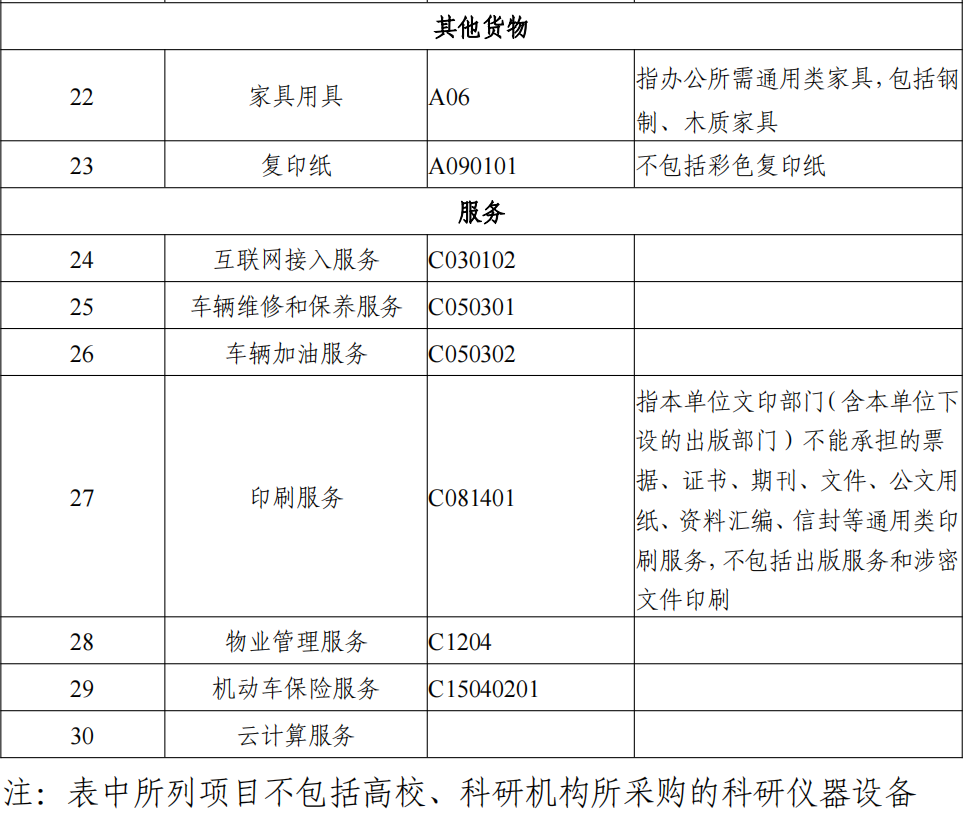 其他货物
22 家具用具 A06 指办公所需通用类家具,包括钢
制、木质家具
23 复印纸 A090101 不包括彩色复印纸
服务
24 互联网接入服务 C030102
25 车辆维修和保养服务 C050301
26 车辆加油服务 C050302
27 印刷服务 C081401 指本单位文印部门(含本单位下
设的出版部门)不能承担的票
据、证书、期刊、文件、公文用
纸、资料汇编、信封等通用类印
刷服务,不包括出版服务和涉密
文件印刷
28 物业管理服务 C1204
29 机动车保险服务 C15040201
30 云计算服务
注:表中所列项目不包括高校、科研机构所采购的科研仪器设备